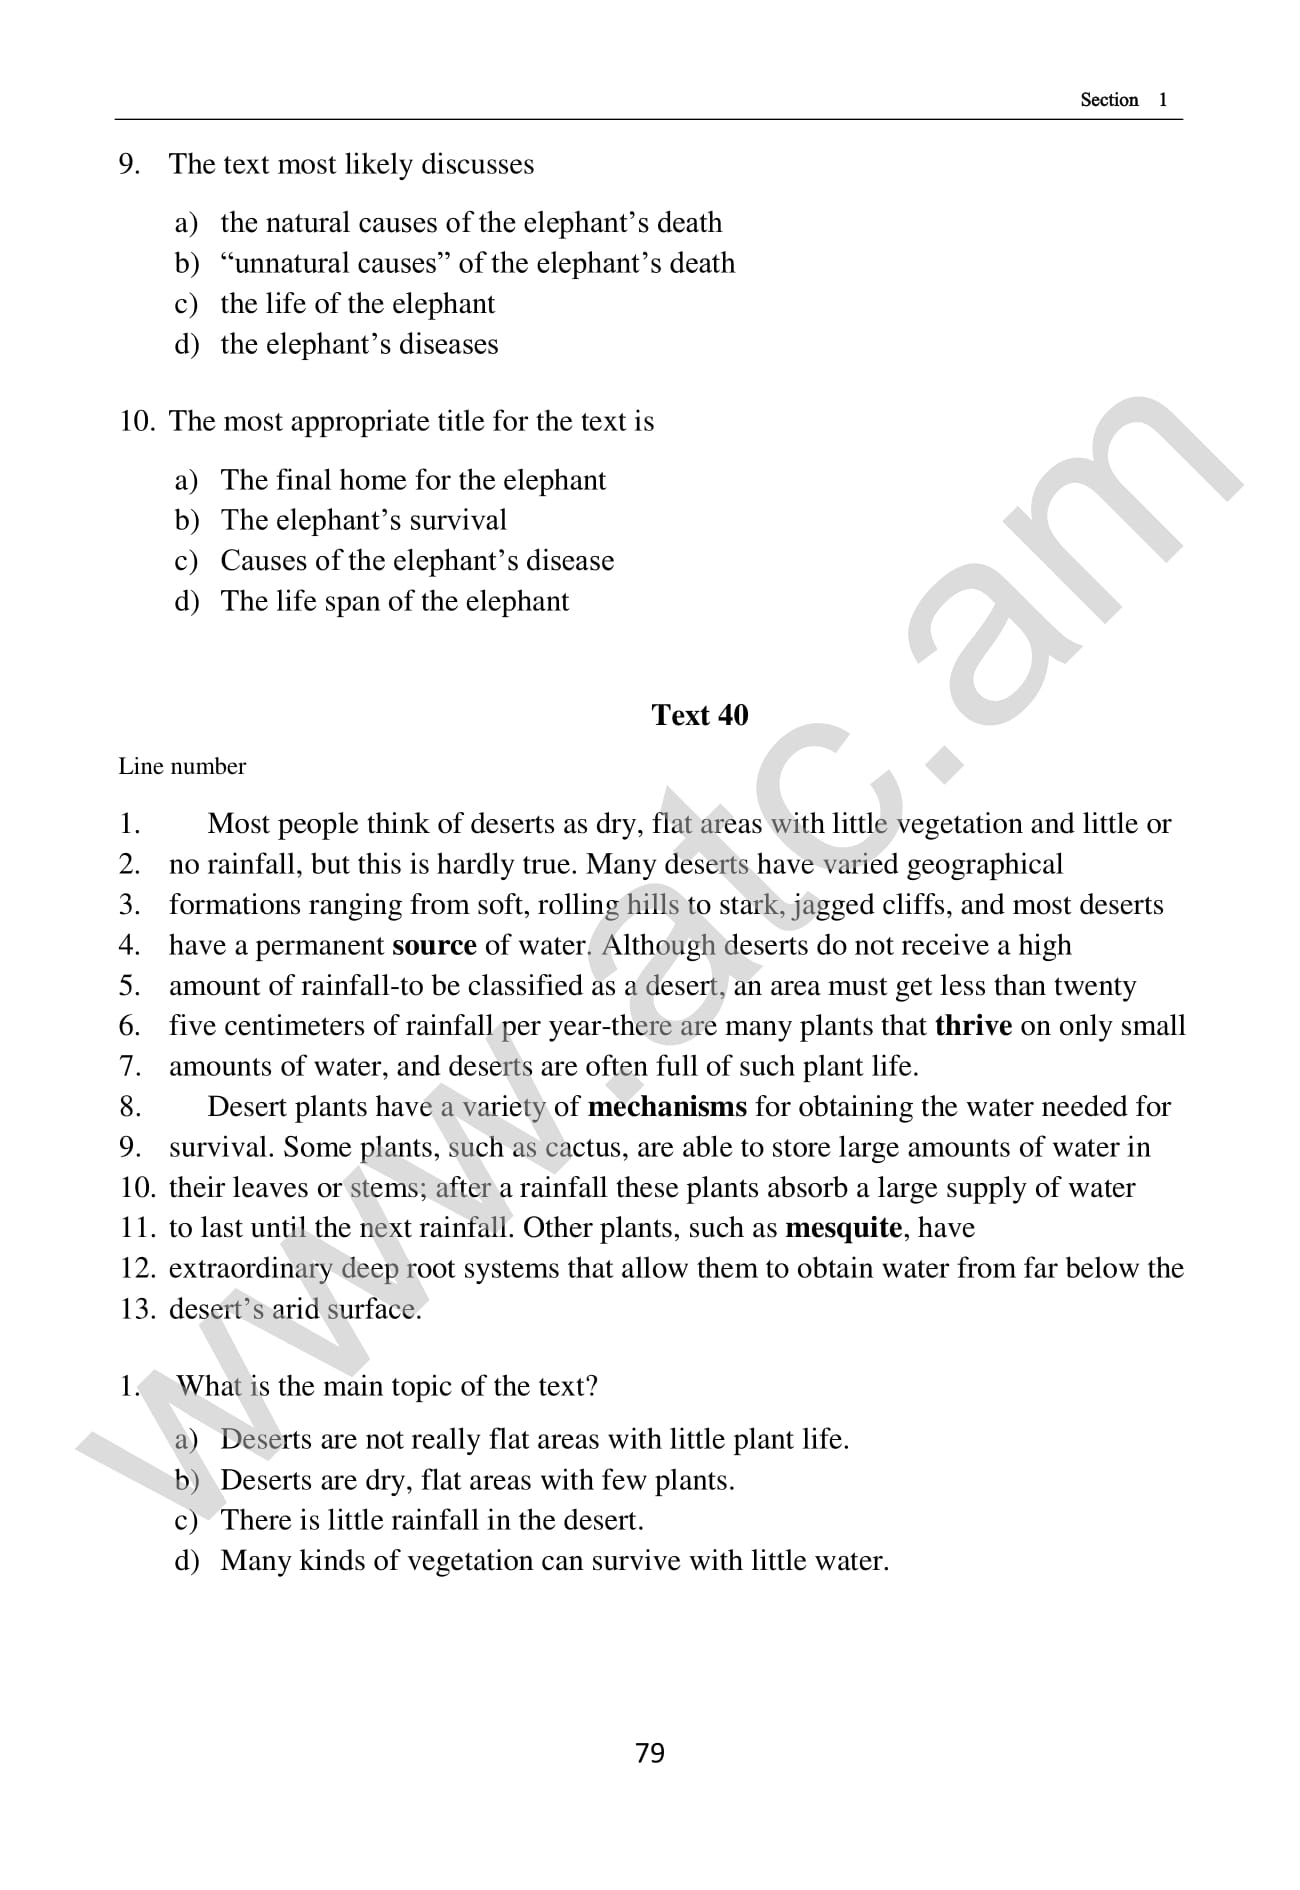 Section 1
9. The text most likely discusses
a) the natural causes of the elephant’s death
b) “unnatural causes” of the elephant’s death
c) the life of the elephant
d) the elephant’s diseases
10. The most appropriate title for the text is
a) The final home for the elephant
b) The elephant’s survival
c) Causes of the elephant’s disease
d) The life span of the elephant
Text 40
Line number
1. Most people think of deserts as dry, flat areas with little vegetation and little or
2. no rainfall, but this is hardly true. Many deserts have varied geographical
3. formations ranging from soft, rolling hills to stark, jagged cliffs, and most deserts
4. have a permanent source of water. Although deserts do not receive a high
5. amount of rainfall-to be classified as a desert, an area must get less than twenty
6. five centimeters of rainfall per year-there are many plants that thrive on only small
7. amounts of water, and deserts are often full of such plant life.
8. Desert plants have a variety of mechanisms for obtaining the water needed for
9. survival. Some plants, such as cactus, are able to store large amounts of water in
10. their leaves or stems; after a rainfall these plants absorb a large supply of water
11. to last until the next rainfall. Other plants, such as mesquite, have
12. extraordinary deep root systems that allow them to obtain water from far below the
13. desert’s arid surface.
1. What is the main topic of the text?
a) Deserts are not really flat areas with little plant life.
b) Deserts are dry, flat areas with few plants.
c) There is little rainfall in the desert.
d) Many kinds of vegetation can survive with little water.
79
www.atc.am